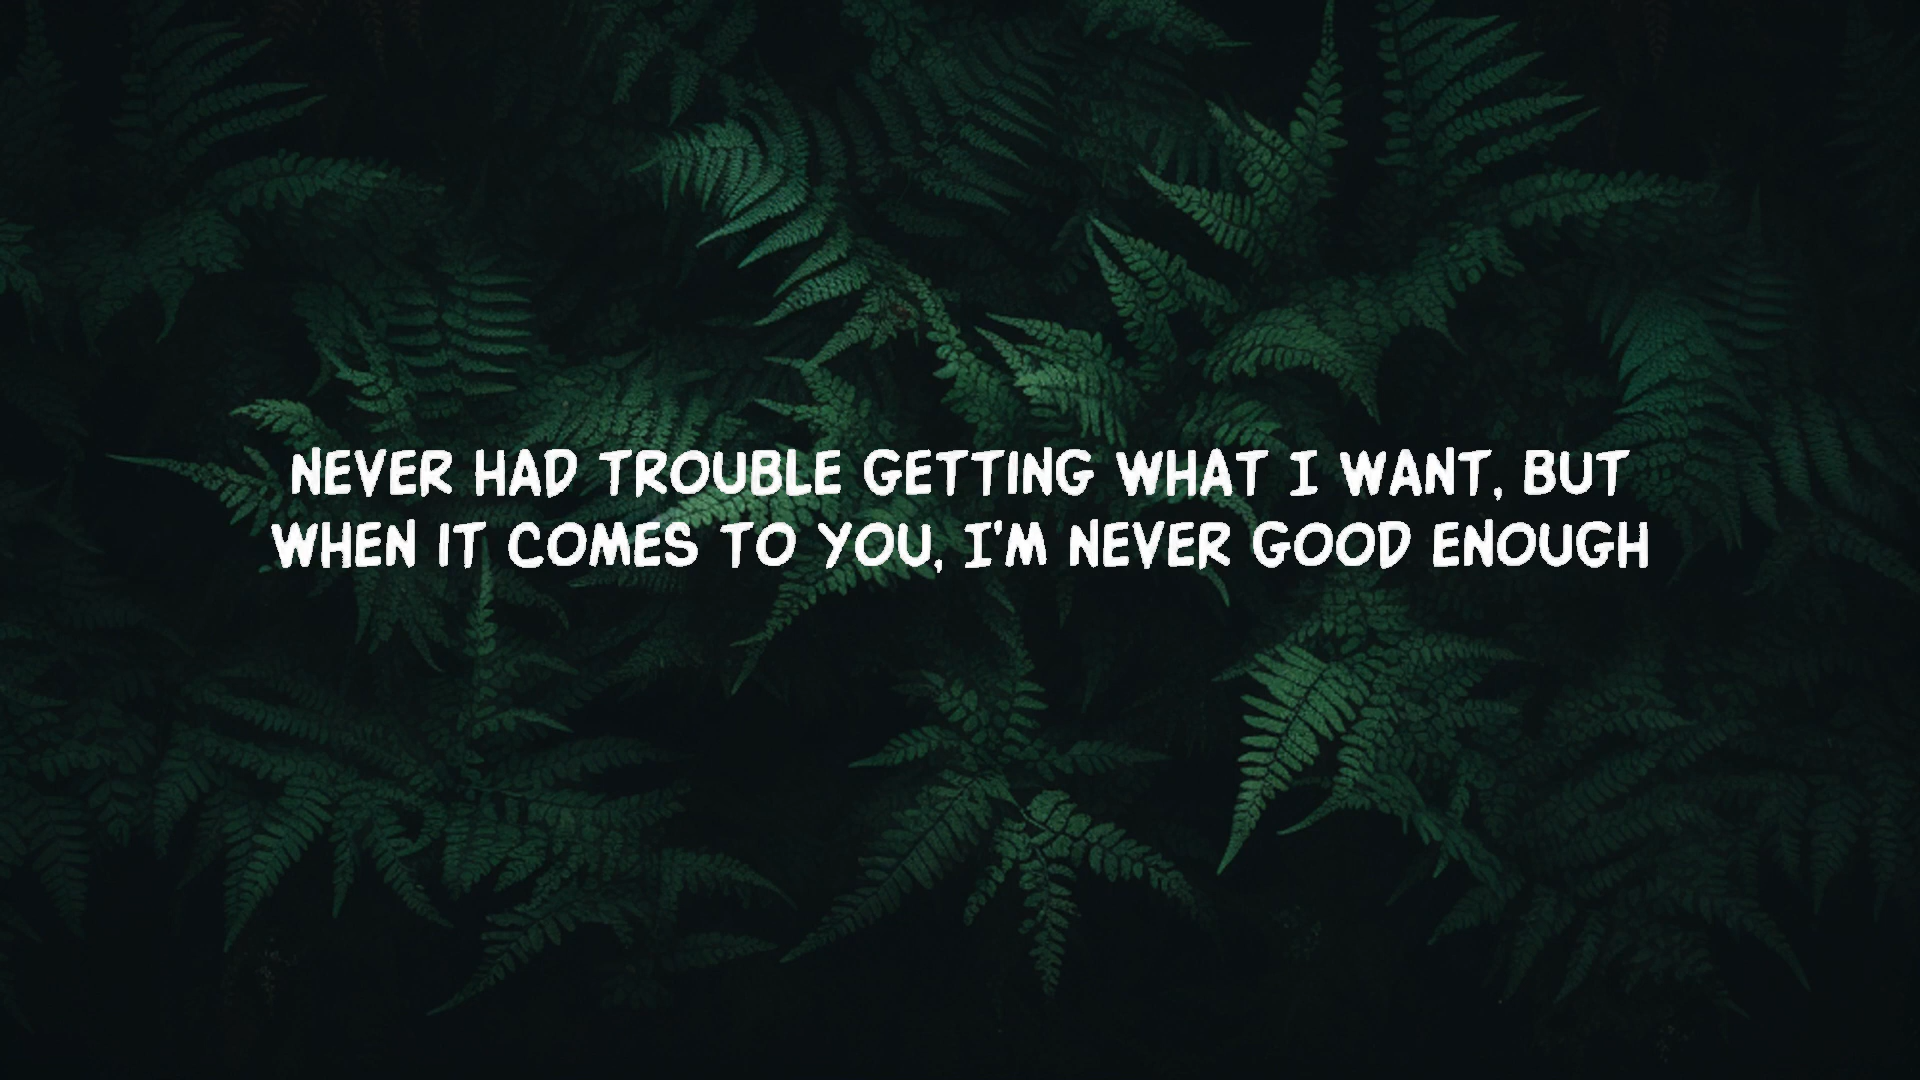 NEVER HAD TROUBLE GETTING WHAT I WANT, BUT
WHEN IT COMES TO YOU, I'M NEVER GOOD ENOUGH